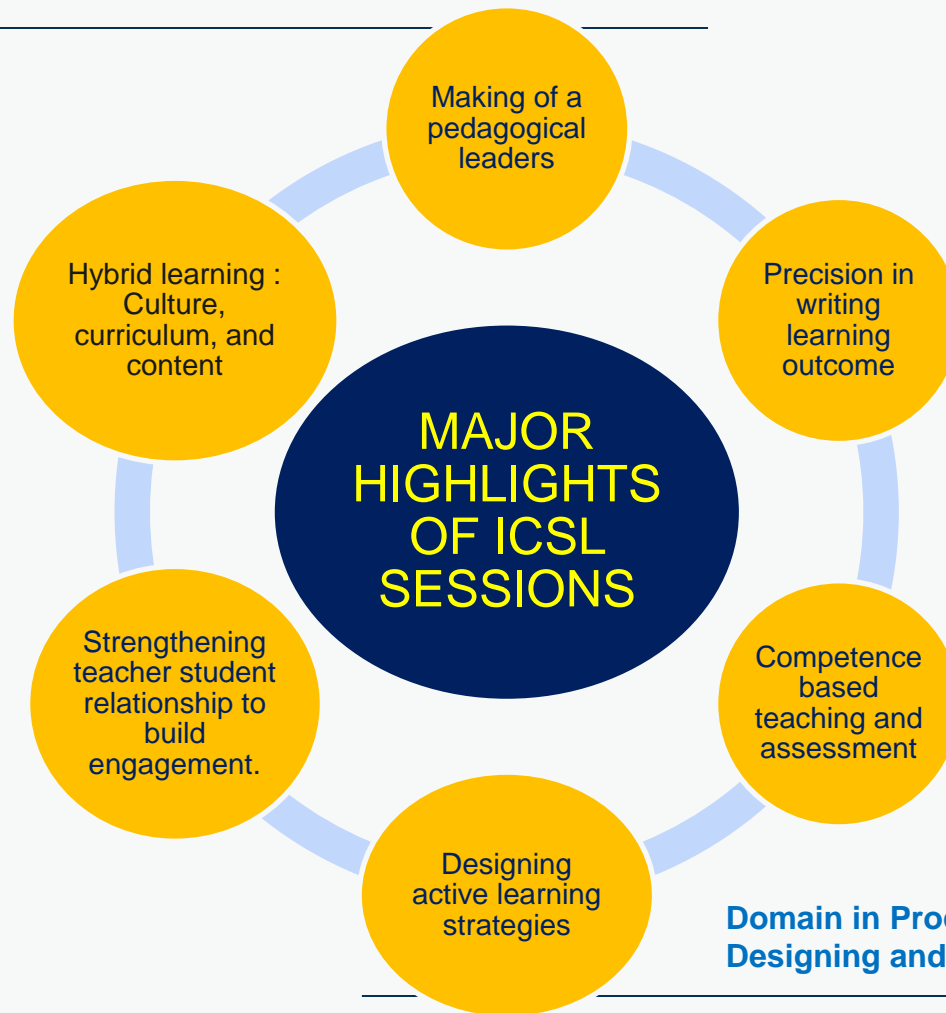 Making of a
pedagogical
leaders
Precision in
writing
learning
outcome
Competence
based
teaching and
assessment
Designing
active learning
strategies
Strengthening
teacher student
relationship to
build
engagement.
Hybrid learning :
Culture,
curriculum, and
content
MAJOR
HIGHLIGHTS
OF ICSL
SESSIONS
Domain in
Designing and